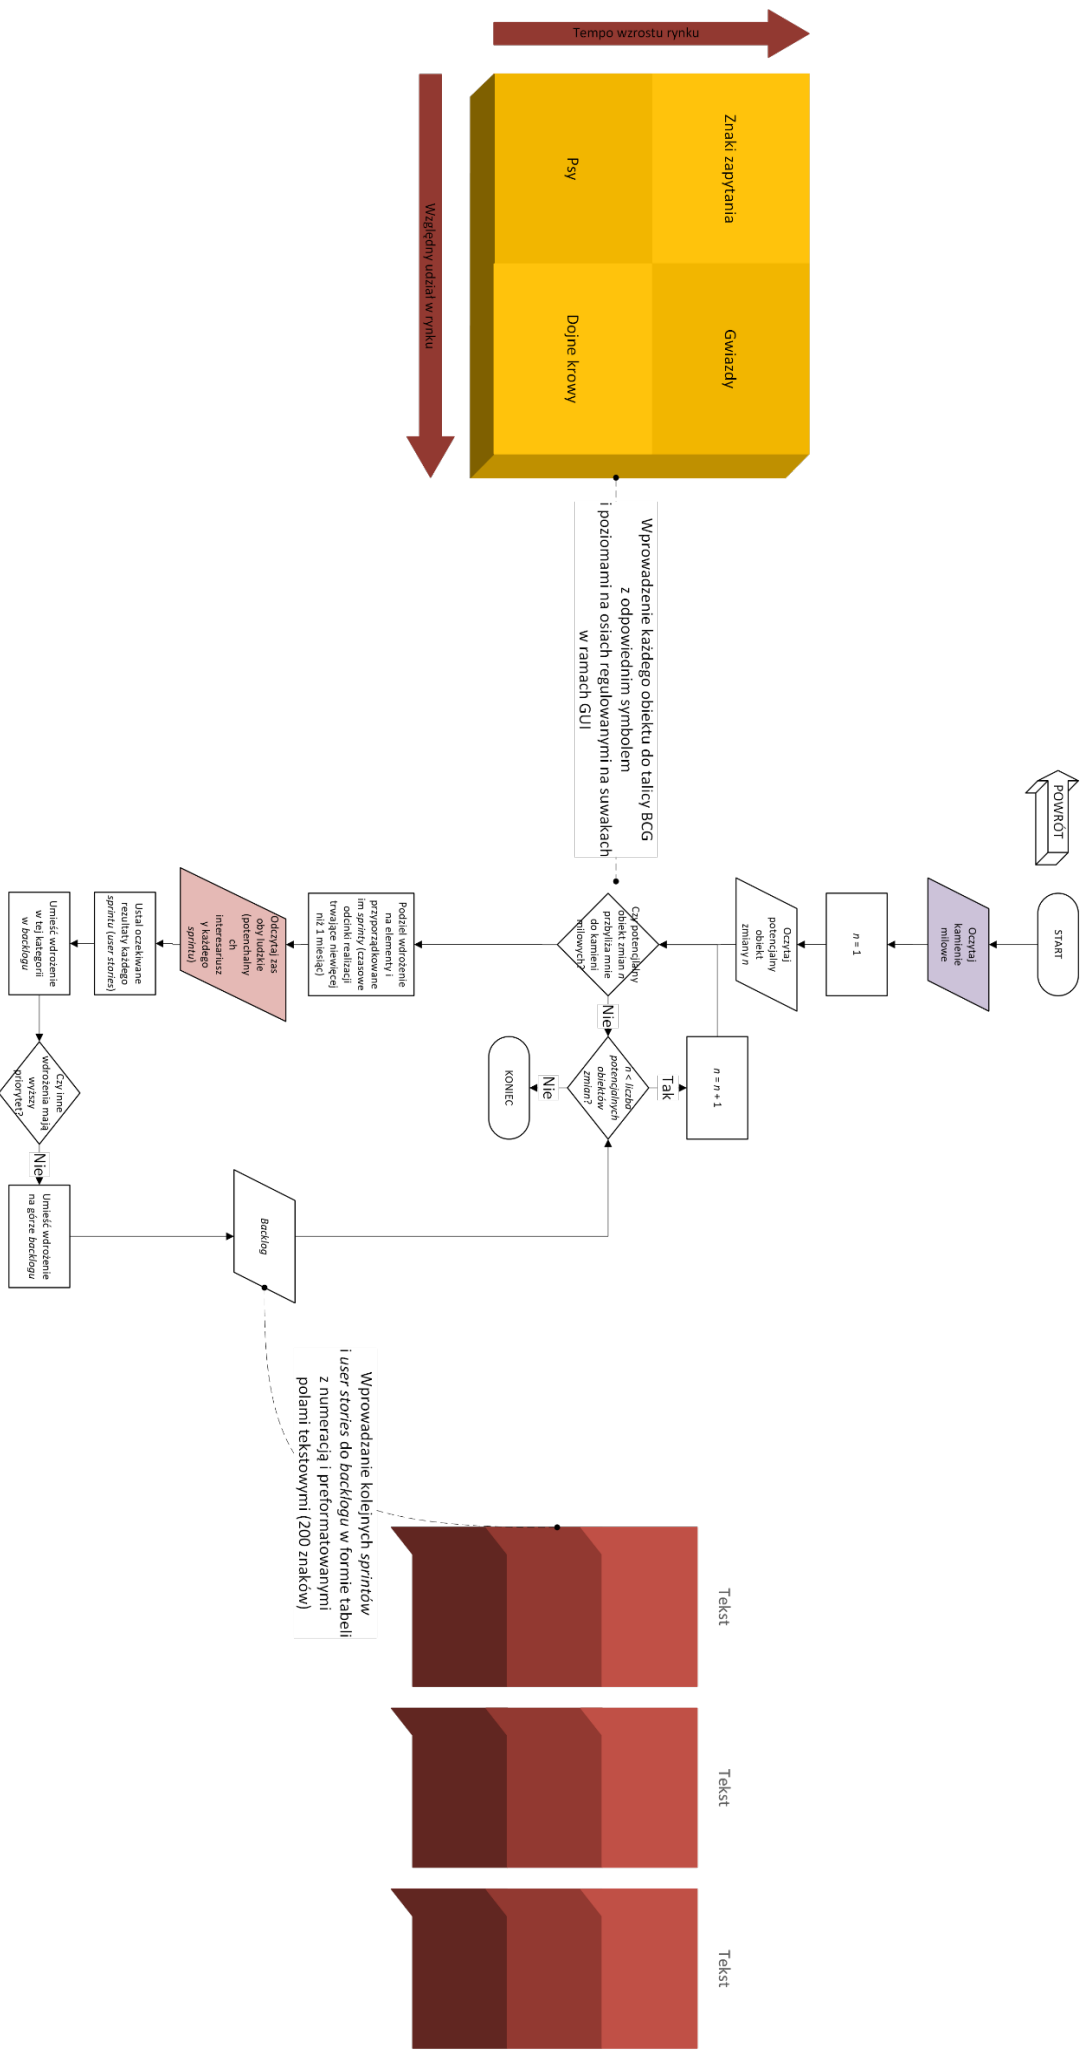 Tempo wzrostu rynku
Znaki zapytania
Gwiazdy
Psy
Dojne krowy
Względny udział w rynku
Wprowadzenie każdego obiektu do talicy BCG
z odpowiednim symbolem
i poziomami na osiach regulowanymi na suwakach
w ramach GUI
POWRÓT
START
Oczytaj
kamienie
milowe
n = 1
Oczytaj
potencjalny
obiekt
zmiany n
Czy potencjalny
obiekt zmian n
przbyliza mnie
do kamieni
milowych?
Nie
n < liczba
potencjalnych
obiektów
zmian?
Tak
n = n + 1
Nie
KONIEC
Podziel wdrożenie
na elementy i
przyporządkowane
im sprinty (czasowe
odcinki realizacji
trwające niewięcej
niż 1 miesiąc)
Odczytaj zas
oby ludzkie
(potenchalny
ch
interesariusz
y każdego
sprintu)
Ustal oczekiwane
rezultaty każdego
sprintu (user stories)
Umieść wdrożenie
w tej kategorii
w backlogu
Czy inne
wdrożenia mają
wyższy
priorytet?
Nie
Umieść wdrożenie
na górze backlogu
Backlog
Wprowadzanie kolejnych sprintów
i user stories do backlogu w formie tabeli
z numeracją i preformatowanymi
polami tekstowymi (200 znaków)
Tekst
Tekst
Tekst